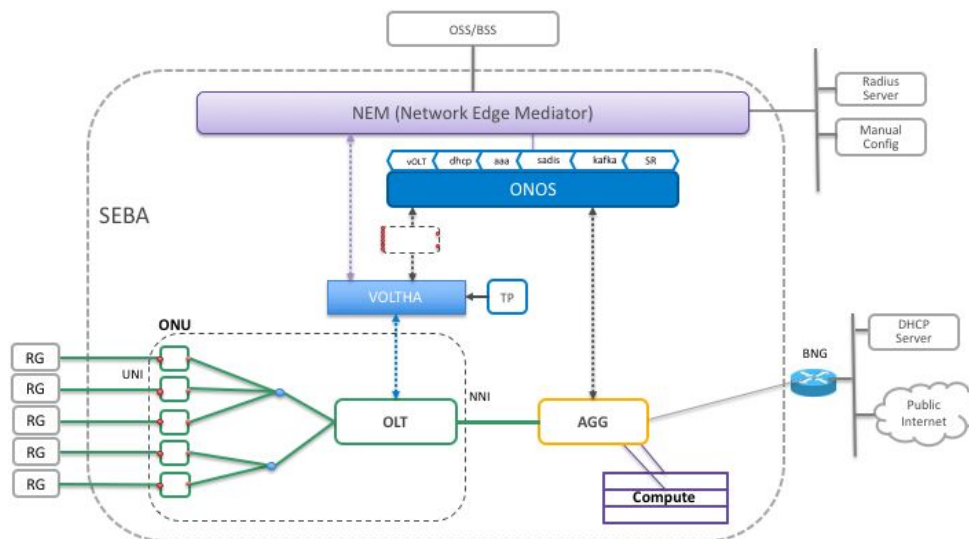 OSS/BSS
NEM (Network Edge Mediator)
Radius
Server
Manual
Config
vOLT dhcp aaa sadis kafka SR
ONOS
SEBA
VOLTHA
TP
ONU
RG
UNI
RG
RG
RG
RG
OLT
NNI
AGG
Compute
BNG
DHCP
Server
Public
Internet